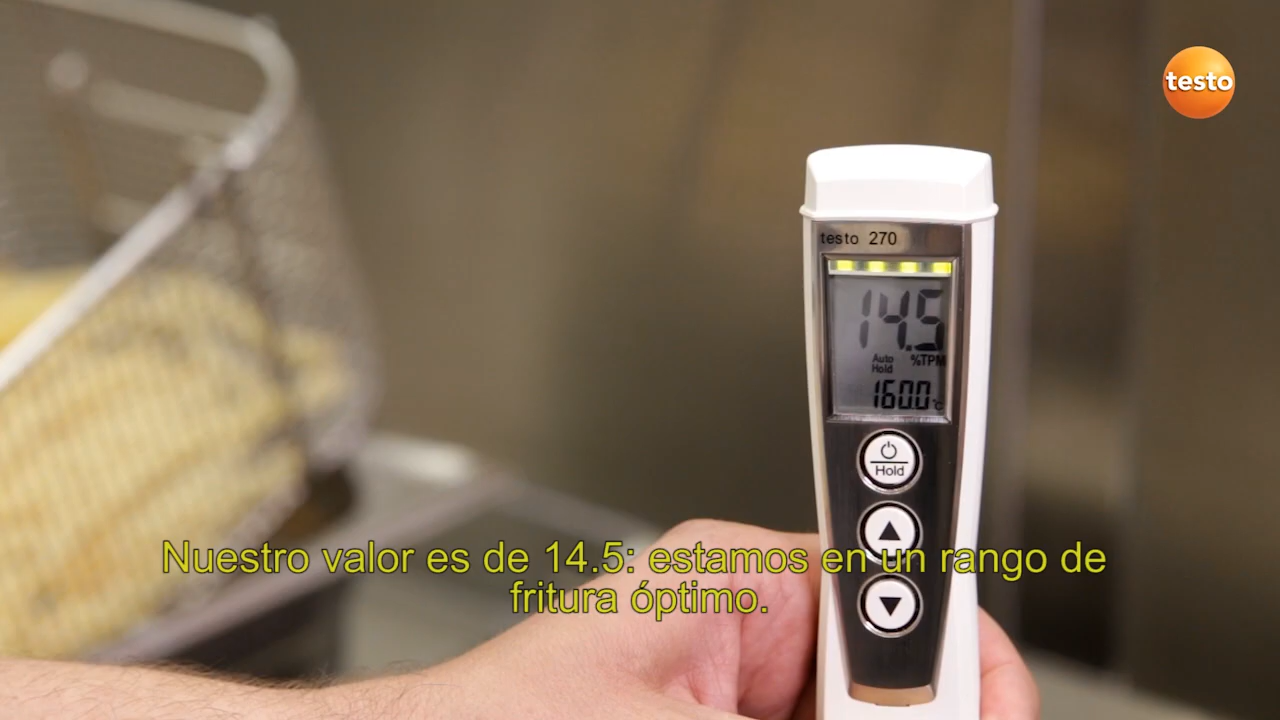 testo
testo 270
14.5
Auto
Hold
%TPM
160.0 °C
Hold
Nuestro valor es de 14.5: estamos en un rango de
fritura óptimo.